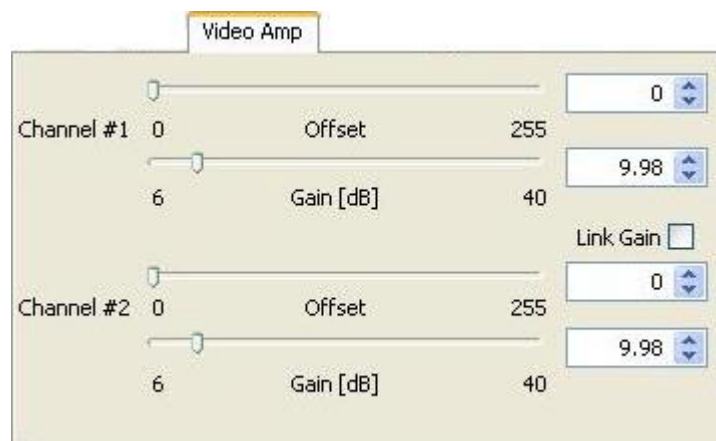 Video Amp
0
Channel #1 0 Offset 255
9.98
6 Gain [dB] 40
Link Gain
0
Channel #2 0 Offset 255
9.98
6 Gain [dB] 40